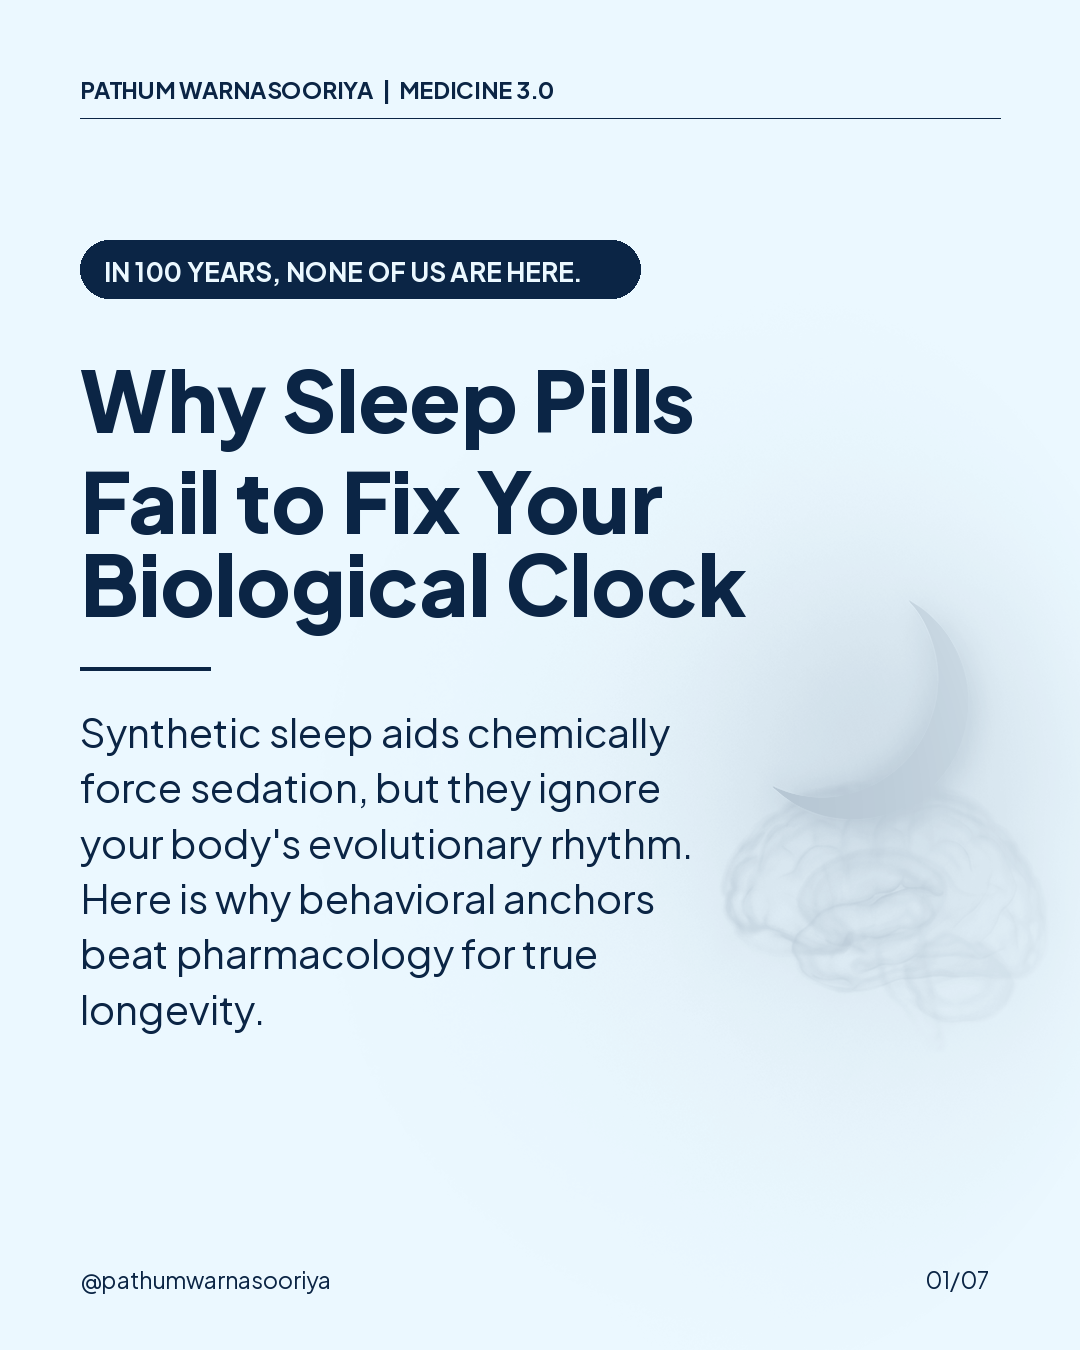 PATHUM WARNASOORIYA | MEDICINE 3.0
IN 100 YEARS, NONE OF US ARE HERE.
Why Sleep Pills
Fail to Fix Your
Biological Clock
Synthetic sleep aids chemically
force sedation, but they ignore
your body's evolutionary rhythm.
Here is why behavioral anchors
beat pharmacology for true
longevity.
@pathumwarnasooriya
01/07